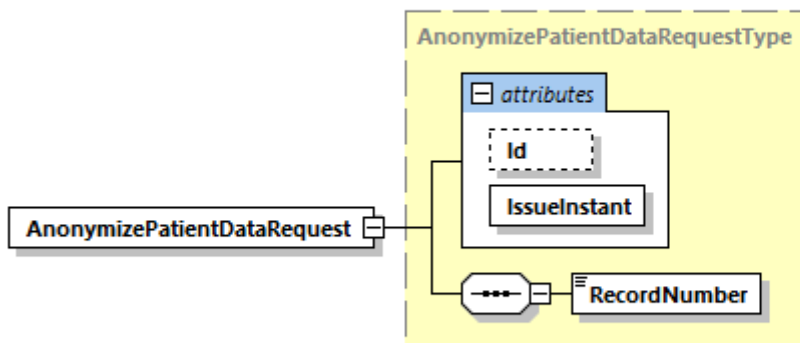 AnonymizePatientDataRequestType
attributes
Id
IssueInstant
AnonymizePatientDataRequest
RecordNumber